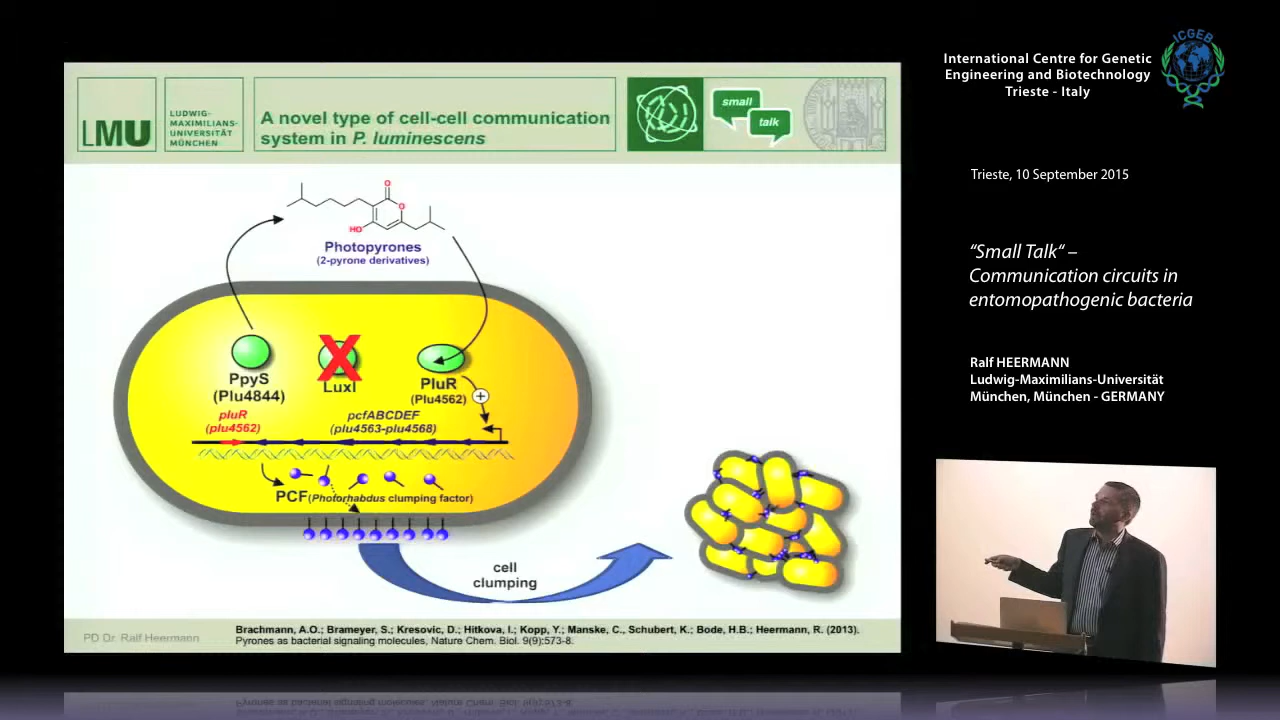 LMU
LUDWIG-
MAXIMILIANS-
UNIVERSITÄT
MÜNCHEN
A novel type of cell-cell communication
system in P. luminescens
small
talk
ICGEB
International Centre for Genetic
Engineering and Biotechnology
Trieste - Italy
Trieste, 10 September 2015
“Small Talk“ –
Communication circuits in
entomopathogenic bacteria
Ralf HEERMANN
Ludwig-Maximilians-Universität
München, München - GERMANY
O
O
HO
Photopyrones
(2-pyrone derivatives)
PpyS
(Plu4844)
X
LuxI
PluR
(Plu4562)
+
pluR
(plu4562)
pcfABCDEF
(plu4563-plu4568)
PCF(Photorhabdus clumping factor)
cell
clumping
PD Dr. Ralf Heermann
Brachmann, A.O.; Brameyer, S.; Kresovic, D.; Hitkova, I.; Kopp, Y.; Manske, C., Schubert, K.; Bode, H.B.; Heermann, R. (2013).
Pyrones as bacterial signaling molecules, Nature Chem. Biol. 9(9):573-8.